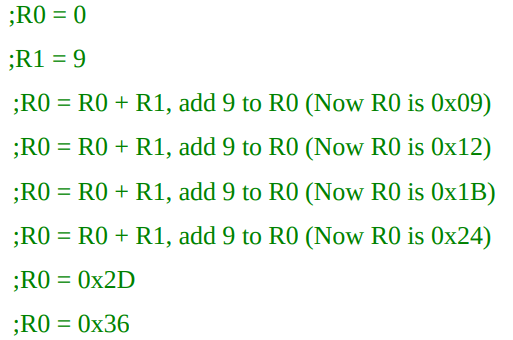 ;R0 = 0
;R1 = 9
;R0 = R0 + R1, add 9 to R0 (Now R0 is 0x09)
;R0 = R0 + R1, add 9 to R0 (Now R0 is 0x12)
;R0 = R0 + R1, add 9 to R0 (Now R0 is 0x1B)
;R0 = R0 + R1, add 9 to R0 (Now R0 is 0x24)
;R0 = 0x2D
;R0 = 0x36